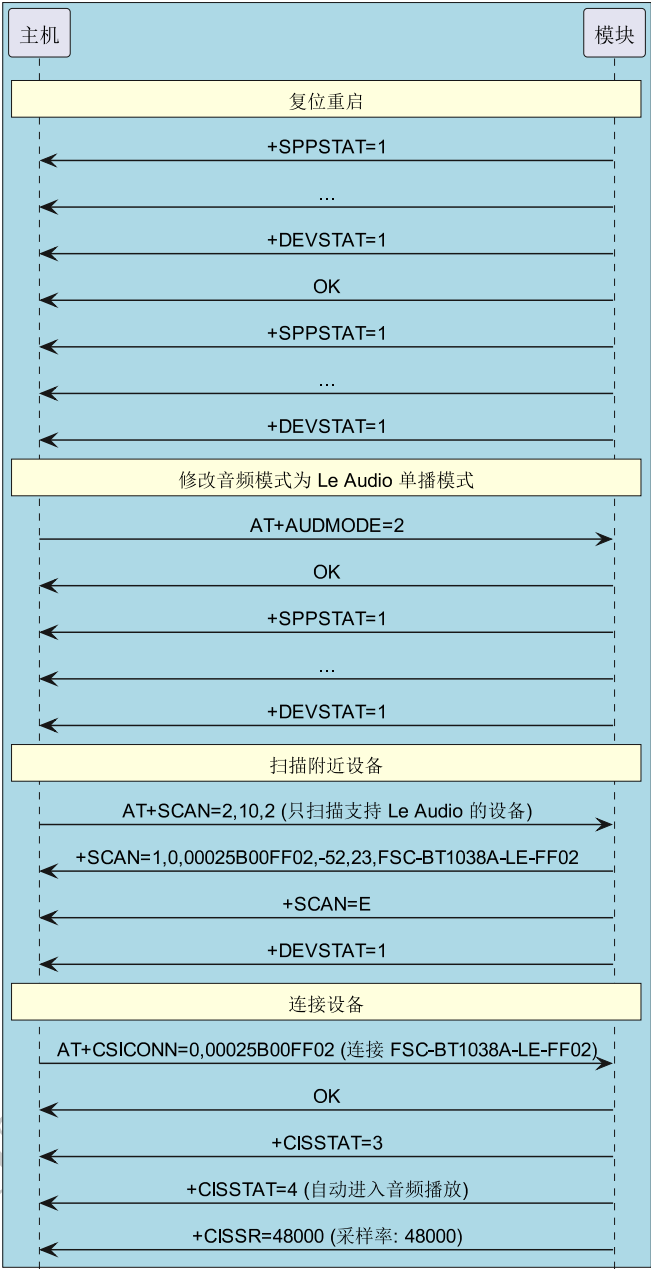 主机
模块
复位重启
+SPPSTAT=1
...
+DEVSTAT=1
OK
+SPPSTAT=1
...
+DEVSTAT=1
修改音频模式为 Le Audio 单播模式
AT+AUDMODE=2
OK
+SPPSTAT=1
...
+DEVSTAT=1
扫描附近设备
AT+SCAN=2,10,2 (只扫描支持 Le Audio 的设备)
+SCAN=1,0,00025B00FF02,-52,23,FSC-BT1038A-LE-FF02
+SCAN=E
+DEVSTAT=1
连接设备
AT+CSICONN=0,00025B00FF02 (连接 FSC-BT1038A-LE-FF02)
OK
+CISSTAT=3
+CISSTAT=4 (自动进入音频播放)
+CISSR=48000 (采样率: 48000)